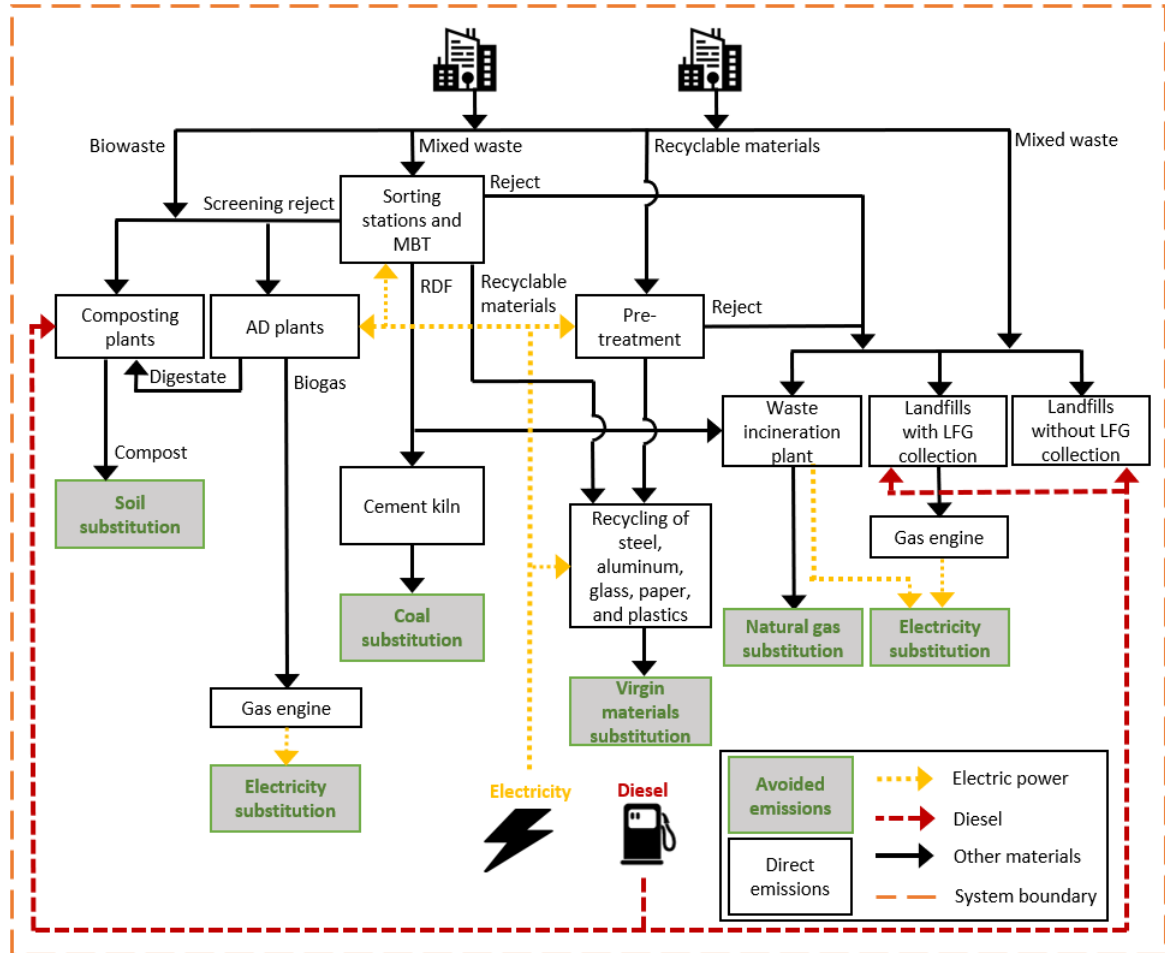 Biowaste
Mixed waste
Recyclable materials
Mixed waste
Screening reject
Sorting
stations and
MBT
Reject
RDF
Recyclable
materials
Composting
plants
AD plants
Pre-
treatment
Reject
Digestate
Biogas
Waste
incineration
plant
Landfills
with LFG
collection
Landfills
without LFG
collection
Compost
Soil
substitution
Cement kiln
Recycling of
steel,
aluminum,
glass, paper,
and plastics
Gas engine
Coal
substitution
Natural gas
substitution
Electricity
substitution
Gas engine
Virgin
materials
substitution
Electricity
substitution
Electricity
Diesel
Avoided
emissions
Direct
emissions
Electric power
Diesel
Other materials
System boundary